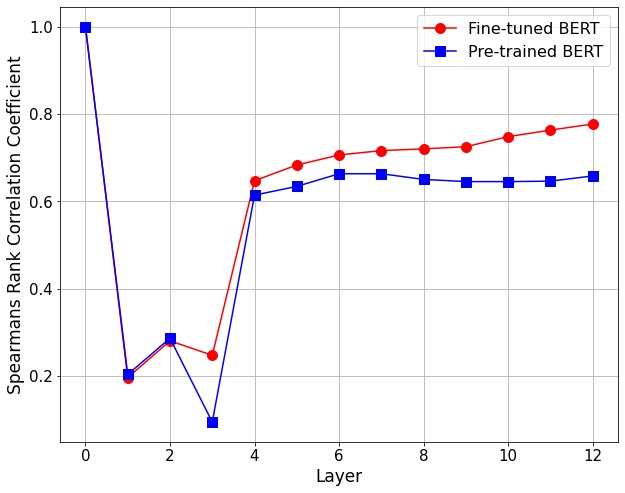 Fine-tuned BERT
Pre-trained BERT
Spearmans Rank Correlation Coefficient
1.0
0.8
0.6
0.4
0.2
0 2 4 6 8 10 12
Layer